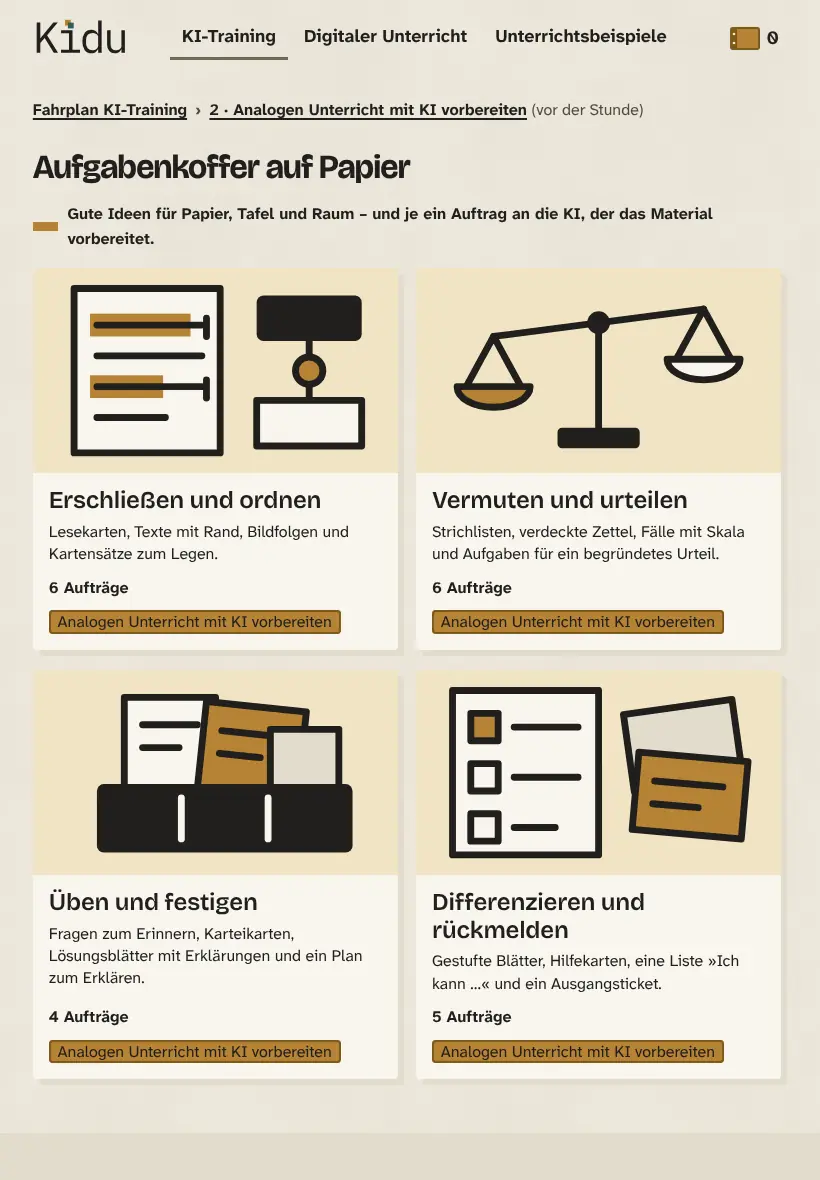 Kidu
KI-Training
Digitaler Unterricht
Unterrichtsbeispiele
0
Fahrplan KI-Training › 2 · Analogen Unterricht mit KI vorbereiten (vor der Stunde)
Aufgabenkoffer auf Papier
Gute Ideen für Papier, Tafel und Raum – und je ein Auftrag an die KI, der das Material
vorbereitet.
Erschließen und ordnen
Lesekarten, Texte mit Rand, Bildfolgen und
Kartensätze zum Legen.
6 Aufträge
Analogen Unterricht mit KI vorbereiten
Vermuten und urteilen
Strichlisten, verdeckte Zettel, Fälle mit Skala
und Aufgaben für ein begründetes Urteil.
6 Aufträge
Analogen Unterricht mit KI vorbereiten
Üben und festigen
Fragen zum Erinnern, Karteikarten,
Lösungsblätter mit Erklärungen und ein Plan
zum Erklären.
4 Aufträge
Analogen Unterricht mit KI vorbereiten
Differenzieren und
rückmelden
Gestufte Blätter, Hilfekarten, eine Liste »Ich
kann …« und ein Ausgangsticket.
5 Aufträge
Analogen Unterricht mit KI vorbereiten